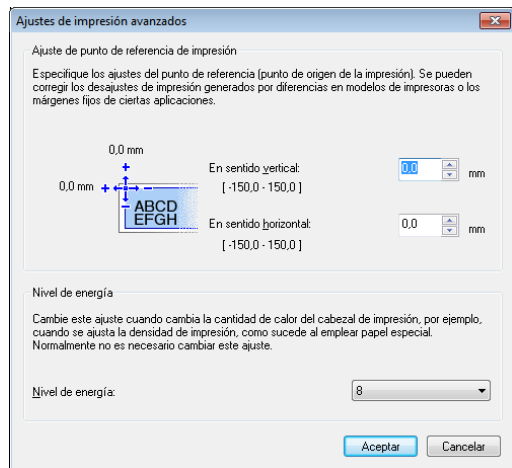 Ajustes de impresión avanzados
Ajuste de punto de referencia de impresión
Especifique los ajustes del punto de referencia (punto de origen de la impresión). Se pueden
corregir los desajustes de impresión generados por diferencias en modelos de impresoras o los
márgenes fijos de ciertas aplicaciones.
0,0 mm
0,0 mm
ABCD
EFGH
En sentido vertical:
0,0 mm
[ -150,0 - 150,0 ]
En sentido horizontal:
0,0 mm
[ -150,0 - 150,0 ]
Nivel de energía
Cambie este ajuste cuando cambia la cantidad de calor del cabezal de impresión, por ejemplo,
cuando se ajusta la densidad de impresión, como sucede al emplear papel especial.
Normalmente no es necesario cambiar este ajuste.
Nivel de energía:
8
Aceptar
Cancelar